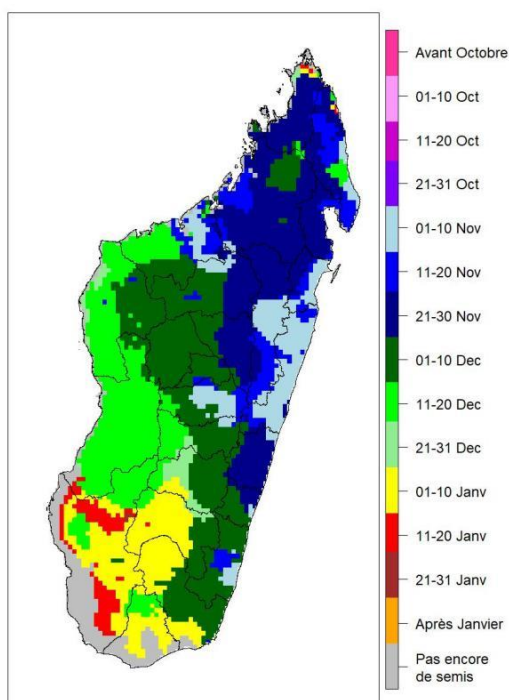 Avant Octobre
01-10 Oct
11-20 Oct
21-31 Oct
01-10 Nov
11-20 Nov
21-30 Nov
01-10 Dec
11-20 Dec
21-31 Dec
01-10 Janv
11-20 Janv
21-31 Janv
Après Janvier
Pas encore
de semis